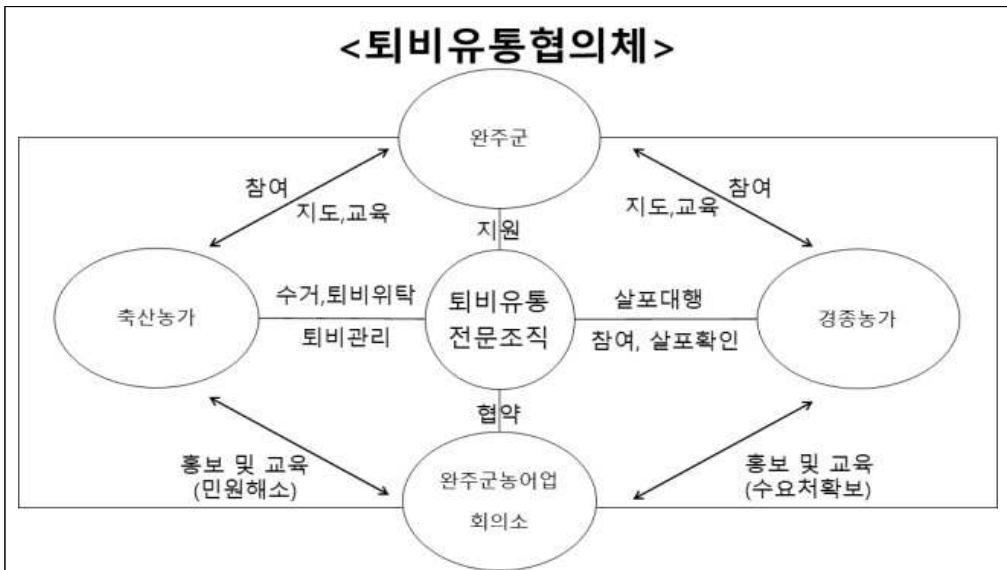 <퇴비유통협의체>
완주군
참여
지도,교육
참여
지도,교육
지원
축산농가
수거,퇴비위탁
퇴비관리
퇴비유통
전문조직
살포대행
참여, 살포확인
경종농가
협약
홍보 및 교육
(민원해소)
완주군농어업
회의소
홍보 및 교육
(수요처확보)